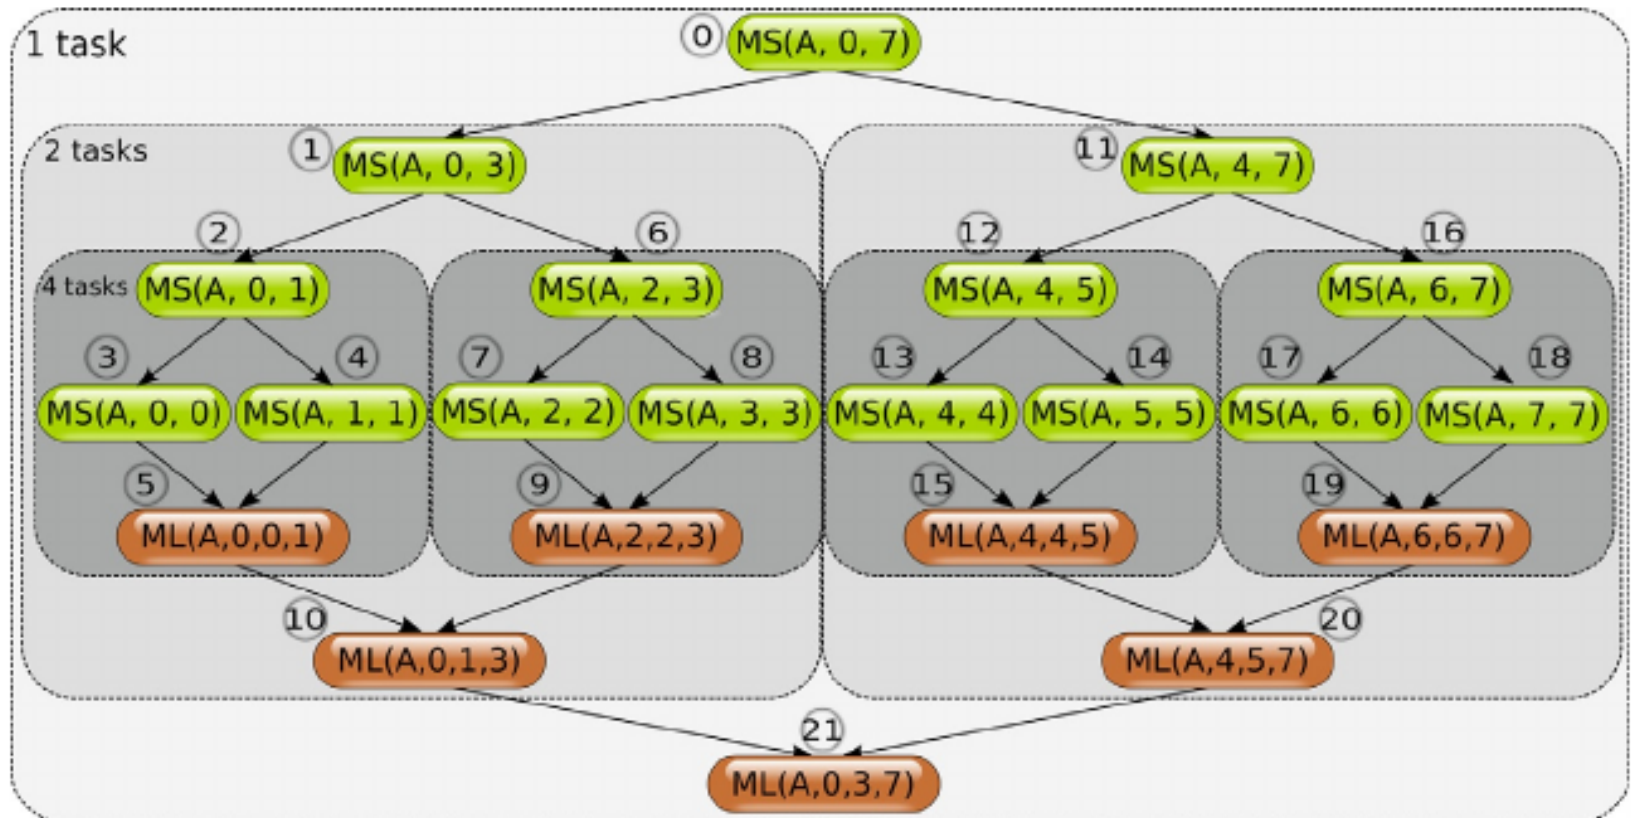 1 task
0
MS(A, 0, 7)
2 tasks
1
MS(A, 0, 3)
11
MS(A, 4, 7)
2
6
12
16
4 tasks
MS(A, 0, 1)
MS(A, 2, 3)
MS(A, 4, 5)
MS(A, 6, 7)
3
4
7
8
13
14
17
18
MS(A, 0, 0)
MS(A, 1, 1)
MS(A, 2, 2)
MS(A, 3, 3)
MS(A, 4, 4)
MS(A, 5, 5)
MS(A, 6, 6)
MS(A, 7, 7)
5
9
15
19
ML(A,0,0,1)
ML(A,2,2,3)
ML(A,4,4,5)
ML(A,6,6,7)
10
20
ML(A,0,1,3)
ML(A,4,5,7)
21
ML(A,0,3,7)